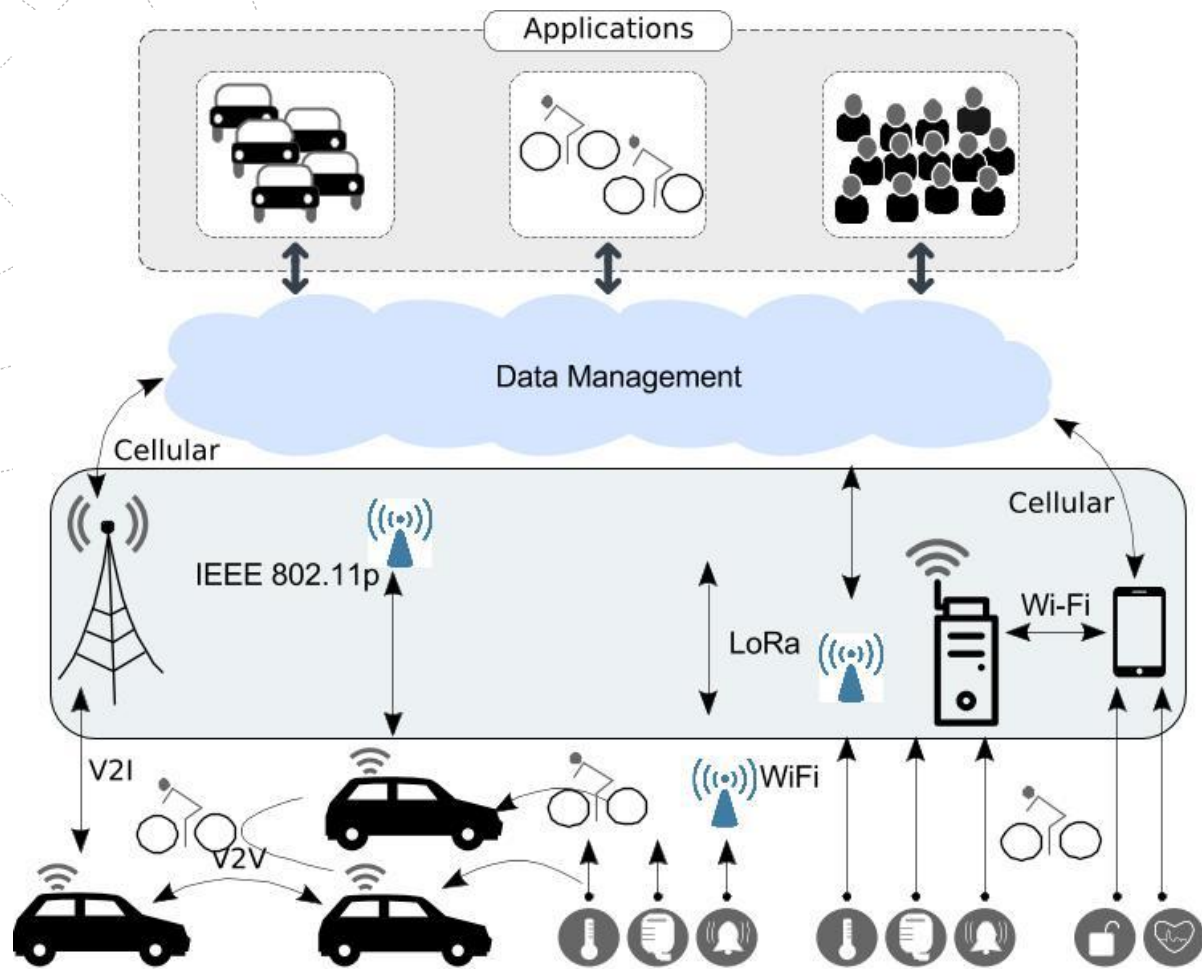 Applications
Data Management
Cellular
Cellular
IEEE 802.11p
Wi-Fi
LoRa
V2I
WiFi
V2V